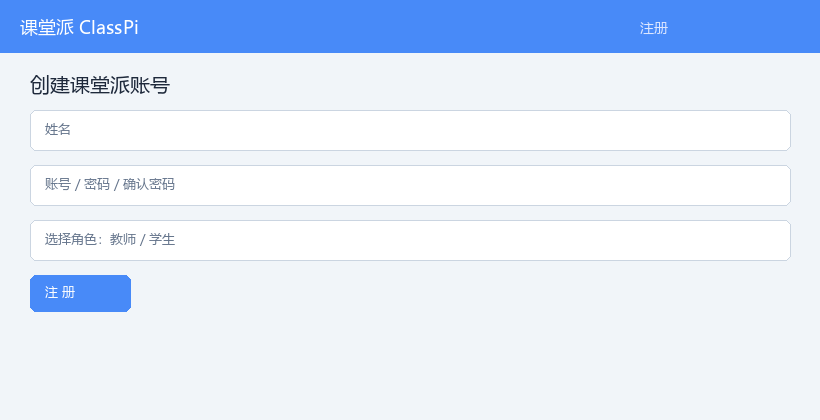 课堂派 ClassPi 注册
创建课堂派账号
姓名
账号 / 密码 / 确认密码
选择角色：教师 / 学生
注 册